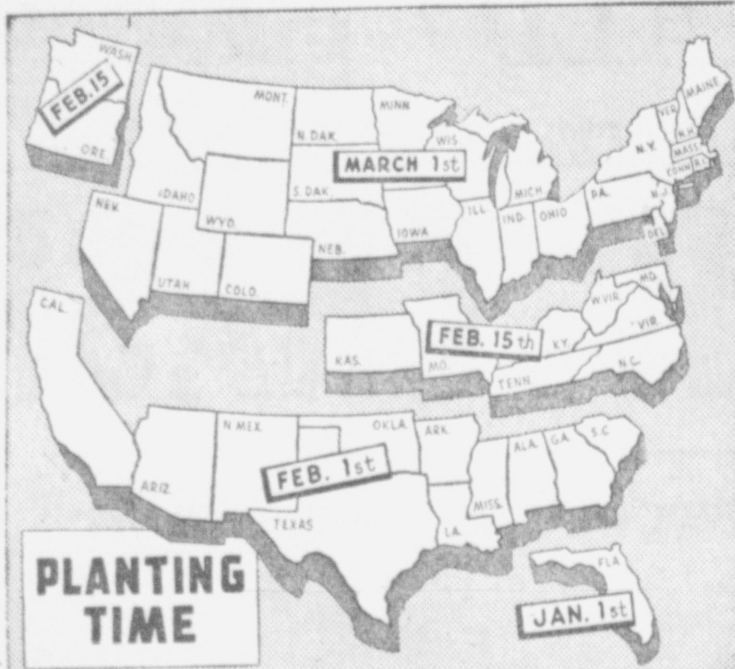 WASH.
FEB. 15
ORE.
MONT.
N. DAK.
MINN.
WIS.
MARCH 1st
S. DAK.
IDAHO
WYO.
NEB.
IOWA
ILL.
IND.
OHIO
MICH.
PA.
N.Y.
VER.
N.H.
MAINE
MASS.
CONN.
R.I.
N.J.
DEL.
NEV.
UTAH
COLO.
MD.
W.VIR.
VIR.
KAS.
MO.
FEB. 15th
KY.
TENN.
N.C.
CAL.
ARIZ.
N MEX.
OKLA.
ARK.
FEB. 1st
TEXAS
LA.
MISS.
ALA.
GA.
S.C.
FLA.
JAN. 1st
PLANTING
TIME